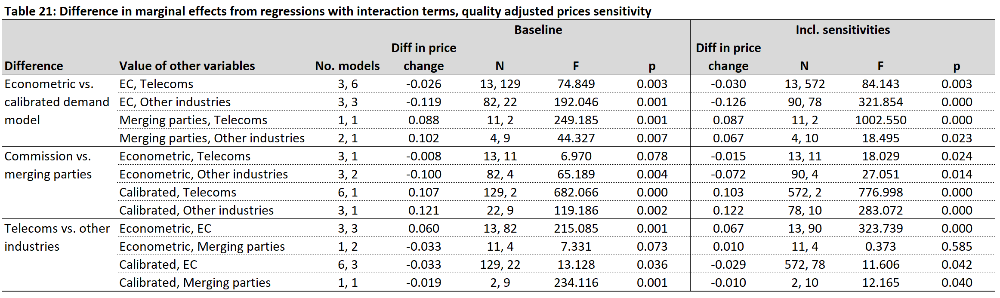 Table 21: Difference in marginal effects from regressions with interaction terms, quality adjusted prices sensitivity
Baseline Incl. sensitivities
Diff in price Diff in price
Difference Value of other variables No. models change N F p change N F p
Econometric vs. EC, Telecoms 3, 6 -0.026 13, 129 74.849 0.003 -0.030 13, 572 84.143 0.003
calibrated demand EC, Other industries 3, 3 -0.119 82, 22 192.046 0.001 -0.126 90, 78 321.854 0.000
model Merging parties, Telecoms 1, 1 0.088 11, 2 249.185 0.001 0.087 11, 2 1002.550 0.000
Merging parties, Other industries 2, 1 0.102 4, 9 44.327 0.007 0.067 4, 10 18.495 0.023
Commission vs. Econometric, Telecoms 3, 1 -0.008 13, 11 6.970 0.078 -0.015 13, 11 18.029 0.024
merging parties Econometric, Other industries 3, 2 -0.100 82, 4 65.189 0.004 -0.072 90, 4 27.051 0.014
Calibrated, Telecoms 6, 1 0.107 129, 2 682.066 0.000 0.103 572, 2 776.998 0.000
Calibrated, Other industries 3, 1 0.121 22, 9 119.186 0.002 0.122 78, 10 283.072 0.000
Telecoms vs. other Econometric, EC 3, 3 0.060 13, 82 215.085 0.001 0.067 13, 90 323.739 0.000
industries Econometric, Merging parties 1, 2 -0.033 11, 4 7.331 0.073 0.010 11, 4 0.373 0.585
Calibrated, EC 6, 3 -0.033 129, 22 13.128 0.036 -0.029 572, 78 11.606 0.042
Calibrated, Merging parties 1, 1 -0.019 2, 9 234.116 0.001 -0.010 2, 10 12.165 0.040